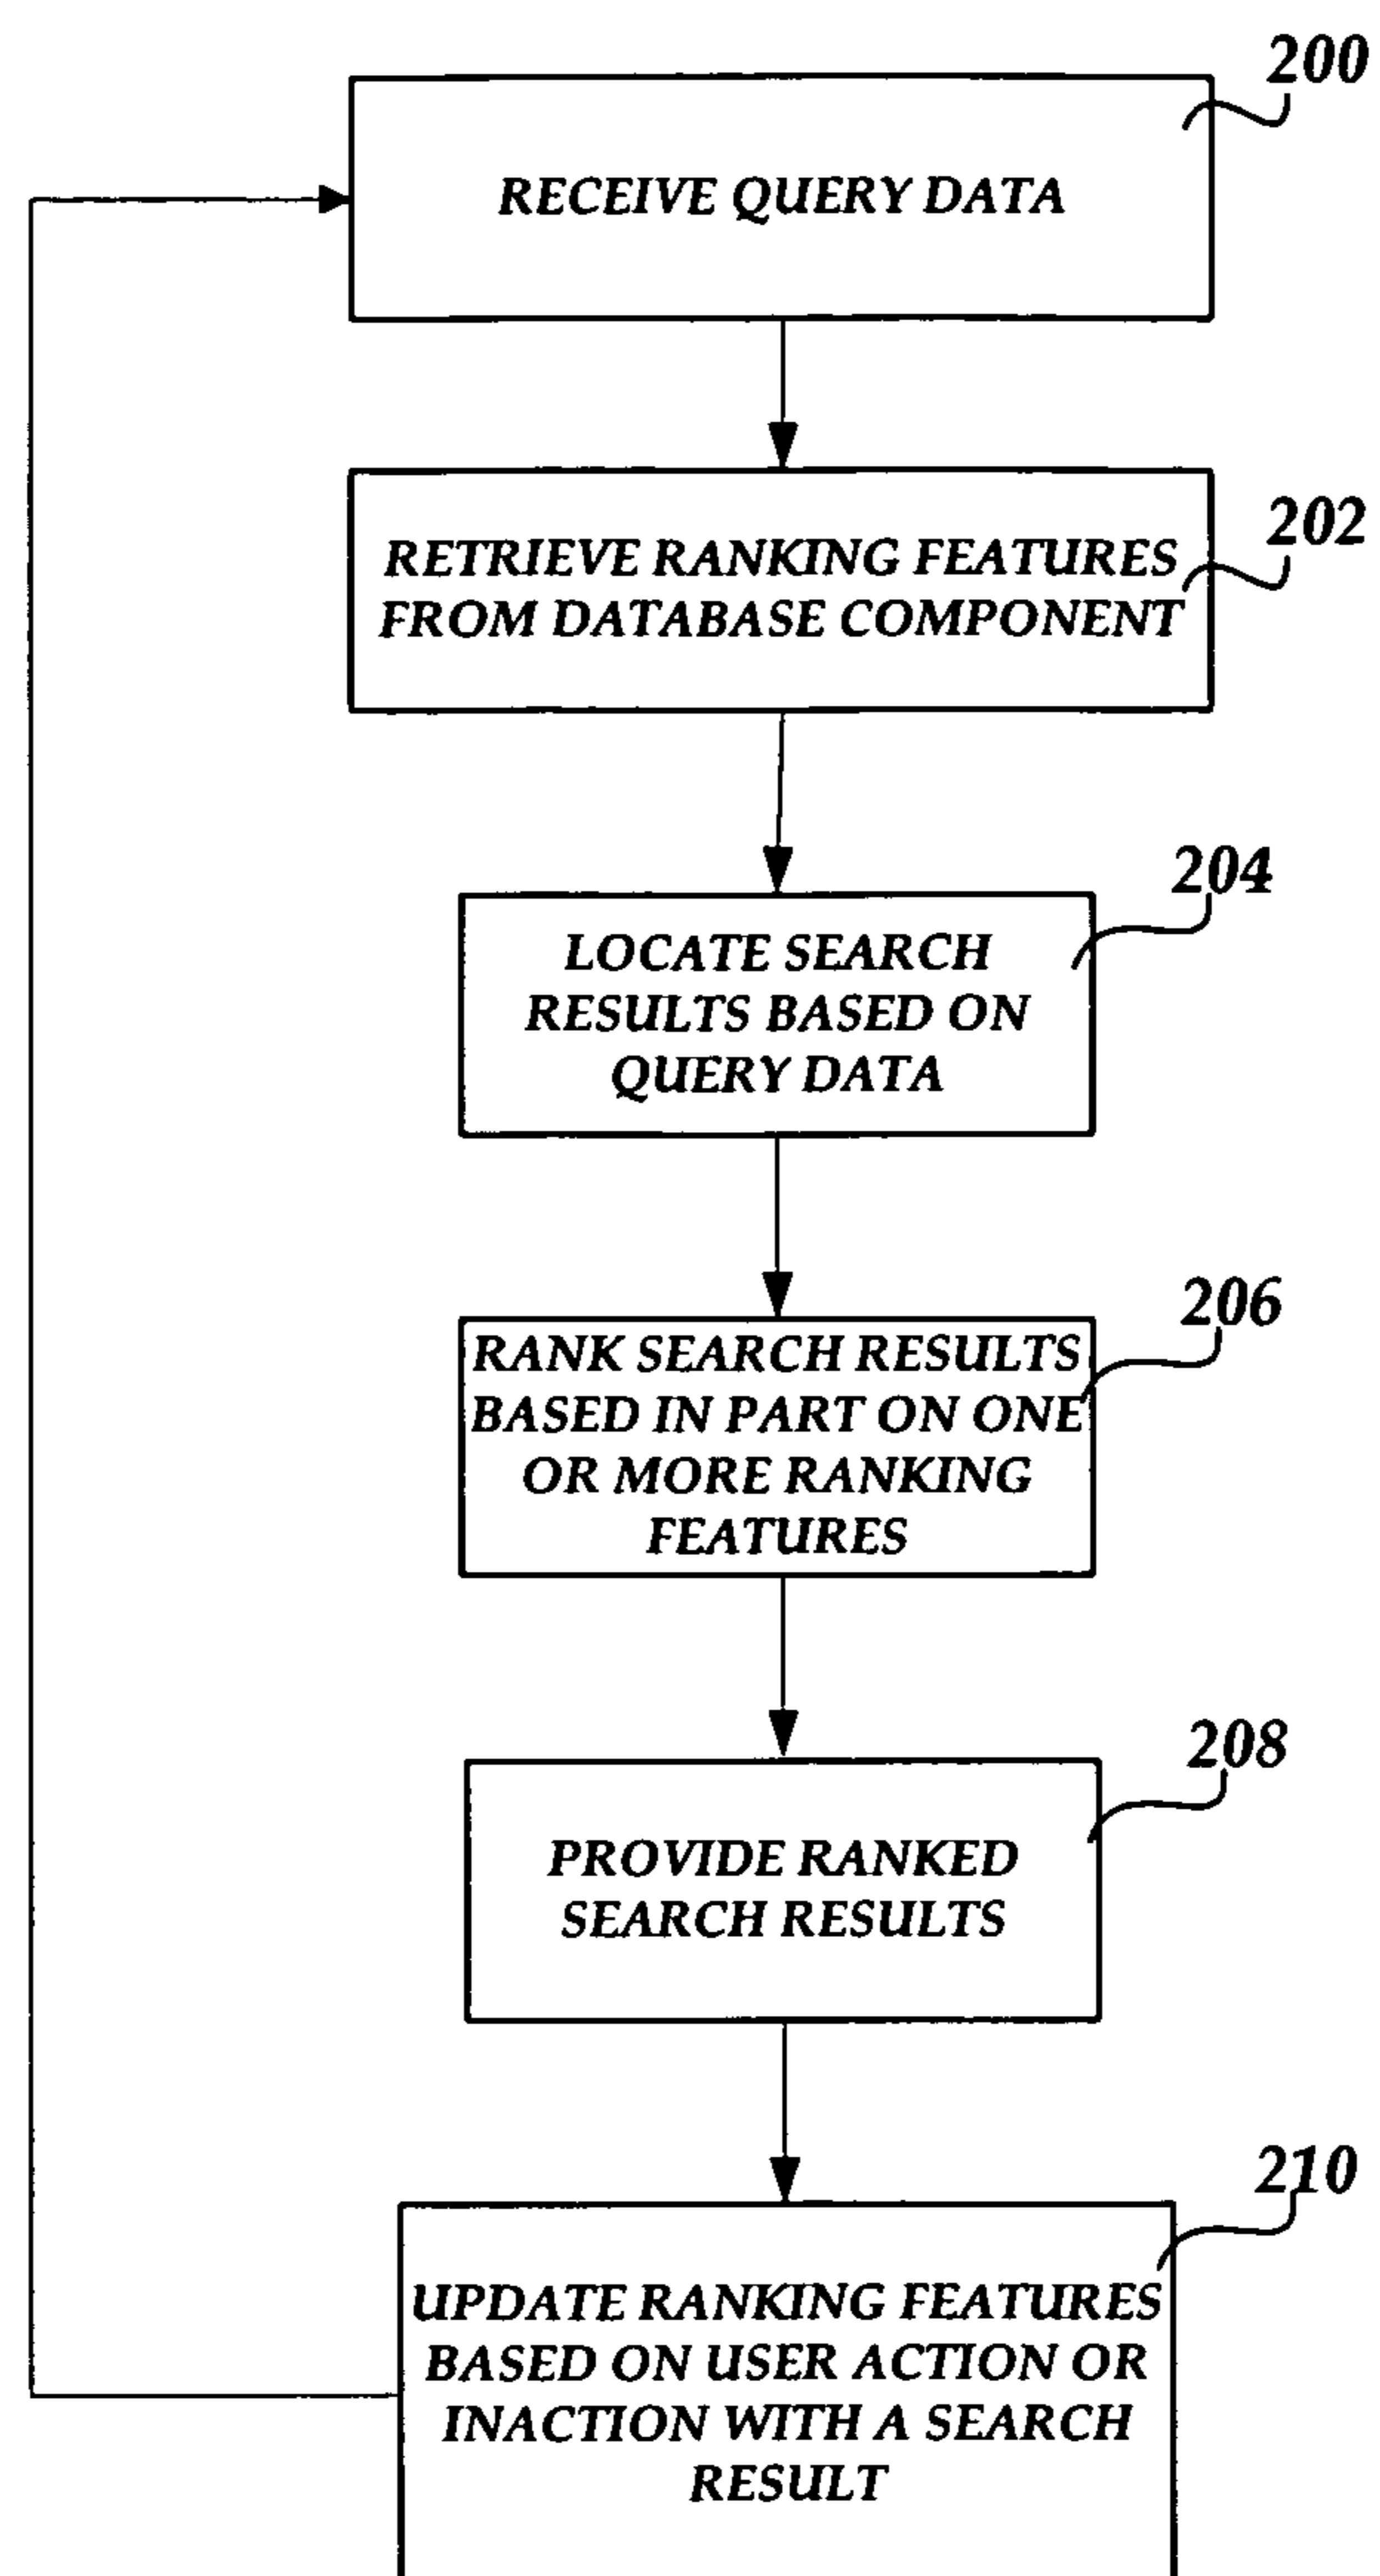 200
RECEIVE QUERY DATA
202
RETRIEVE RANKING FEATURES
FROM DATABASE COMPONENT
204
LOCATE SEARCH
RESULTS BASED ON
QUERY DATA
206
RANK SEARCH RESULTS
BASED IN PART ON ONE
OR MORE RANKING
FEATURES
208
PROVIDE RANKED
SEARCH RESULTS
210
UPDATE RANKING FEATURES
BASED ON USER ACTION OR
INACTION WITH A SEARCH
RESULT